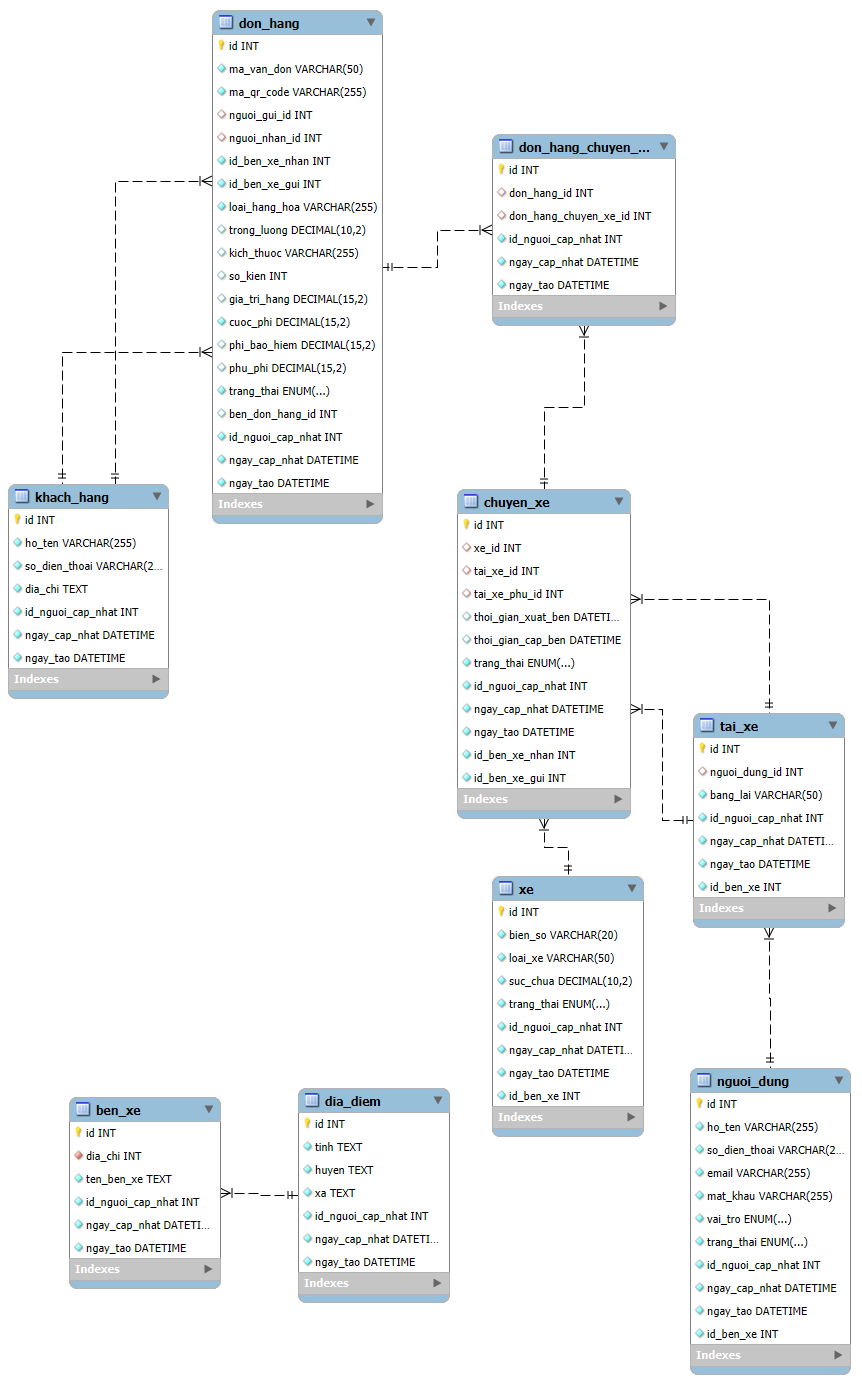 don_hang
id INT
ma_van_don VARCHAR(50)
ma_qr_code VARCHAR(255)
nguoi_gui_id INT
nguoi_nhan_id INT
id_ben_xe_nhan INT
id_ben_xe_gui INT
loai_hang_hoa VARCHAR(255)
trong_luong DECIMAL(10,2)
kich_thuoc VARCHAR(255)
so_kien INT
gia_tri_hang DECIMAL(15,2)
cuoc_phi DECIMAL(15,2)
phi_bao_hiem DECIMAL(15,2)
phu_phi DECIMAL(15,2)
trang_thai ENUM(...)
ben_don_hang_id INT
id_nguoi_cap_nhat INT
ngay_cap_nhat DATETIME
ngay_tao DATETIME
Indexes
don_hang_chuyen_...
id INT
don_hang_id INT
don_hang_chuyen_xe_id INT
id_nguoi_cap_nhat INT
ngay_cap_nhat DATETIME
ngay_tao DATETIME
Indexes
khach_hang
id INT
ho_ten VARCHAR(255)
so_dien_thoai VARCHAR(2...
dia_chi TEXT
id_nguoi_cap_nhat INT
ngay_cap_nhat DATETIME
ngay_tao DATETIME
Indexes
chuyen_xe
id INT
xe_id INT
tai_xe_id INT
tai_xe_phu_id INT
thoi_gian_xuat_ben DATETI...
thoi_gian_cap_ben DATETIME
trang_thai ENUM(...)
id_nguoi_cap_nhat INT
ngay_cap_nhat DATETIME
ngay_tao DATETIME
id_ben_xe_nhan INT
id_ben_xe_gui INT
Indexes
tai_xe
id INT
nguoi_dung_id INT
bang_lai VARCHAR(50)
id_nguoi_cap_nhat INT
ngay_cap_nhat DATETI...
ngay_tao DATETIME
id_ben_xe INT
Indexes
xe
id INT
bien_so VARCHAR(20)
loai_xe VARCHAR(50)
suc_chua DECIMAL(10,2)
trang_thai ENUM(...)
id_nguoi_cap_nhat INT
ngay_cap_nhat DATETI...
ngay_tao DATETIME
id_ben_xe INT
Indexes
nguoi_dung
id INT
ho_ten VARCHAR(255)
so_dien_thoai VARCHAR(2...
email VARCHAR(255)
mat_khau VARCHAR(255)
vai_tro ENUM(...)
trang_thai ENUM(...)
id_nguoi_cap_nhat INT
ngay_cap_nhat DATETIME
ngay_tao DATETIME
id_ben_xe INT
Indexes
ben_xe
id INT
dia_chi INT
ten_ben_xe TEXT
id_nguoi_cap_nhat INT
ngay_cap_nhat DATETI...
ngay_tao DATETIME
Indexes
dia_diem
id INT
tinh TEXT
huyen TEXT
xa TEXT
id_nguoi_cap_nhat INT
ngay_cap_nhat DATETI...
ngay_tao DATETIME
Indexes